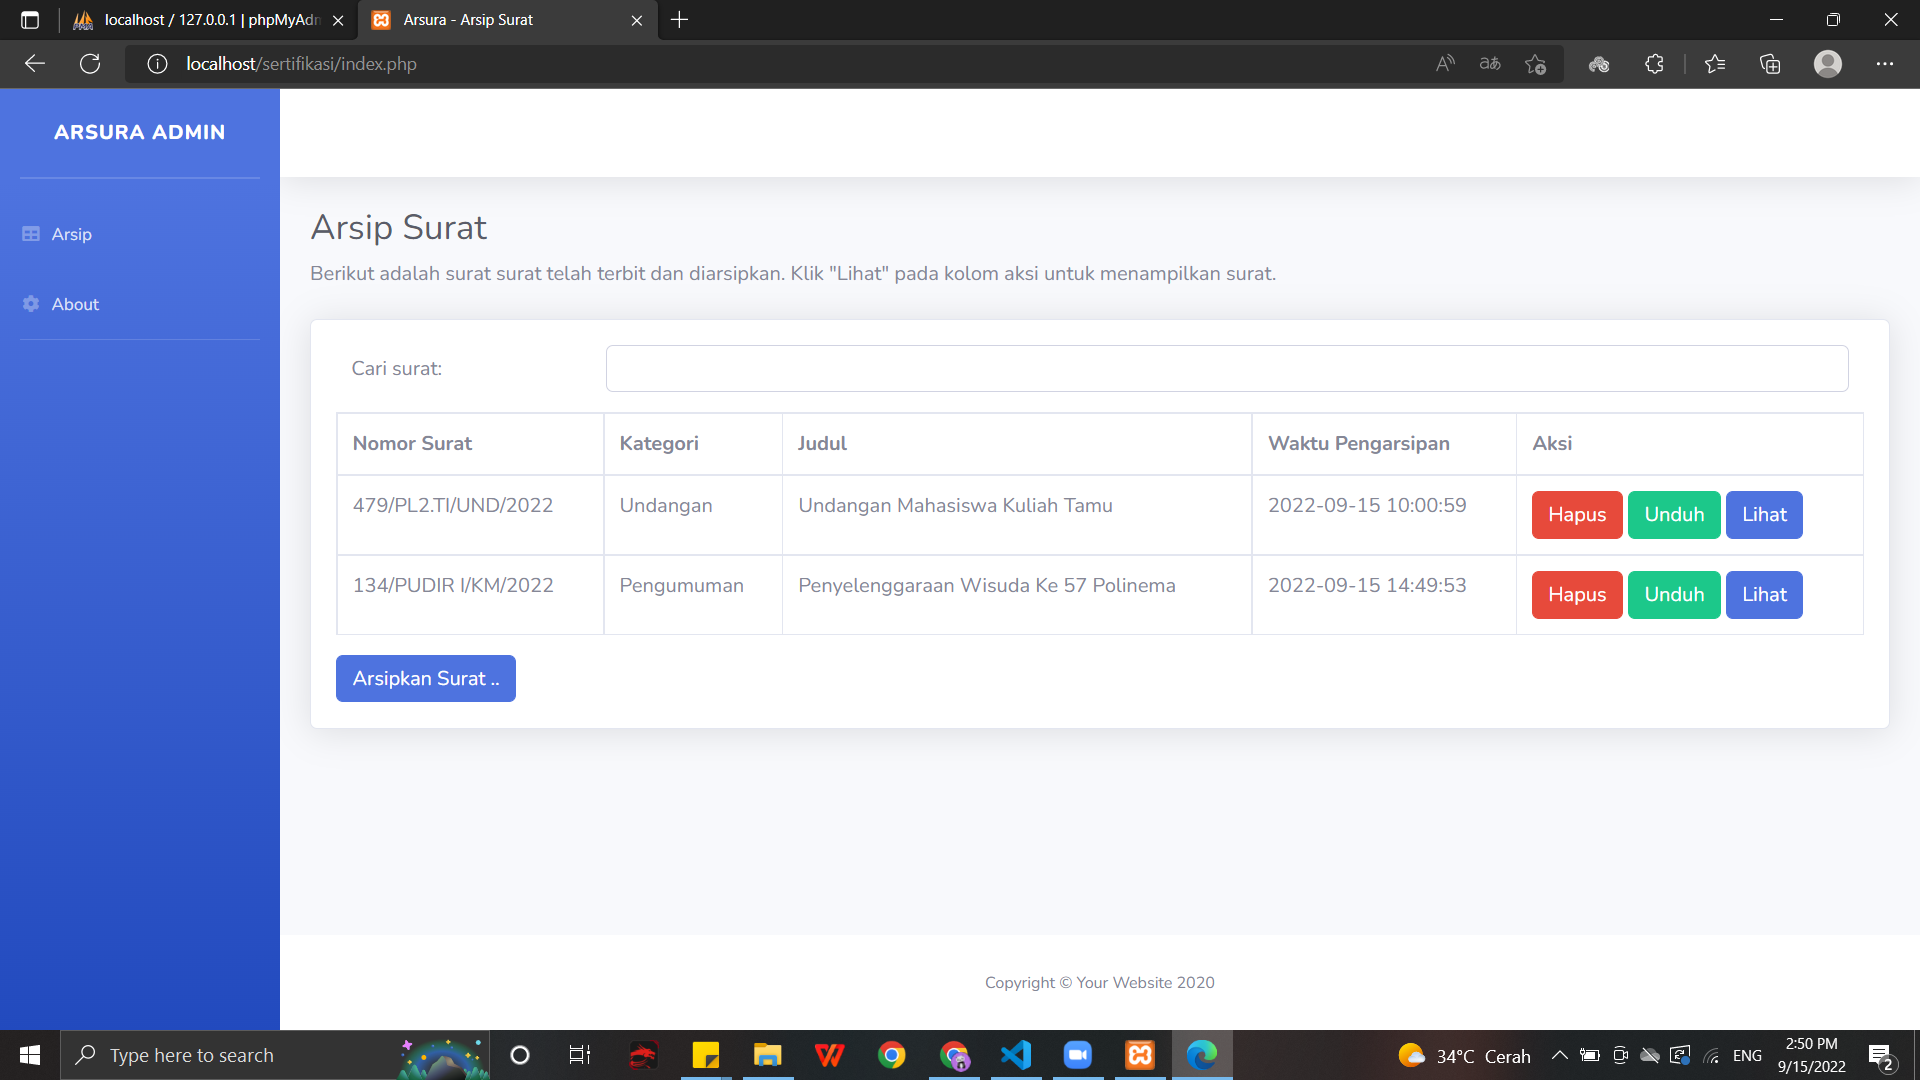 localhost / 127.0.0.1 | phpMyAdm
Arsura - Arsip Surat
localhost/sertifikasi/index.php
ARSURA ADMIN
Arsip
About
Arsip Surat
Berikut adalah surat surat telah terbit dan diarsipkan. Klik "Lihat" pada kolom aksi untuk menampilkan surat.
Cari surat:
Nomor Surat Kategori Judul Waktu Pengarsipan Aksi
479/PL2.TI/UND/2022 Undangan Undangan Mahasiswa Kuliah Tamu 2022-09-15 10:00:59 Hapus Unduh Lihat
134/PUDIR I/KM/2022 Pengumuman Penyelenggaraan Wisuda Ke 57 Polinema 2022-09-15 14:49:53 Hapus Unduh Lihat
Arsipkan Surat ..
Copyright © Your Website 2020
Type here to search
34°C Cerah
ENG
2:50 PM
9/15/2022
2